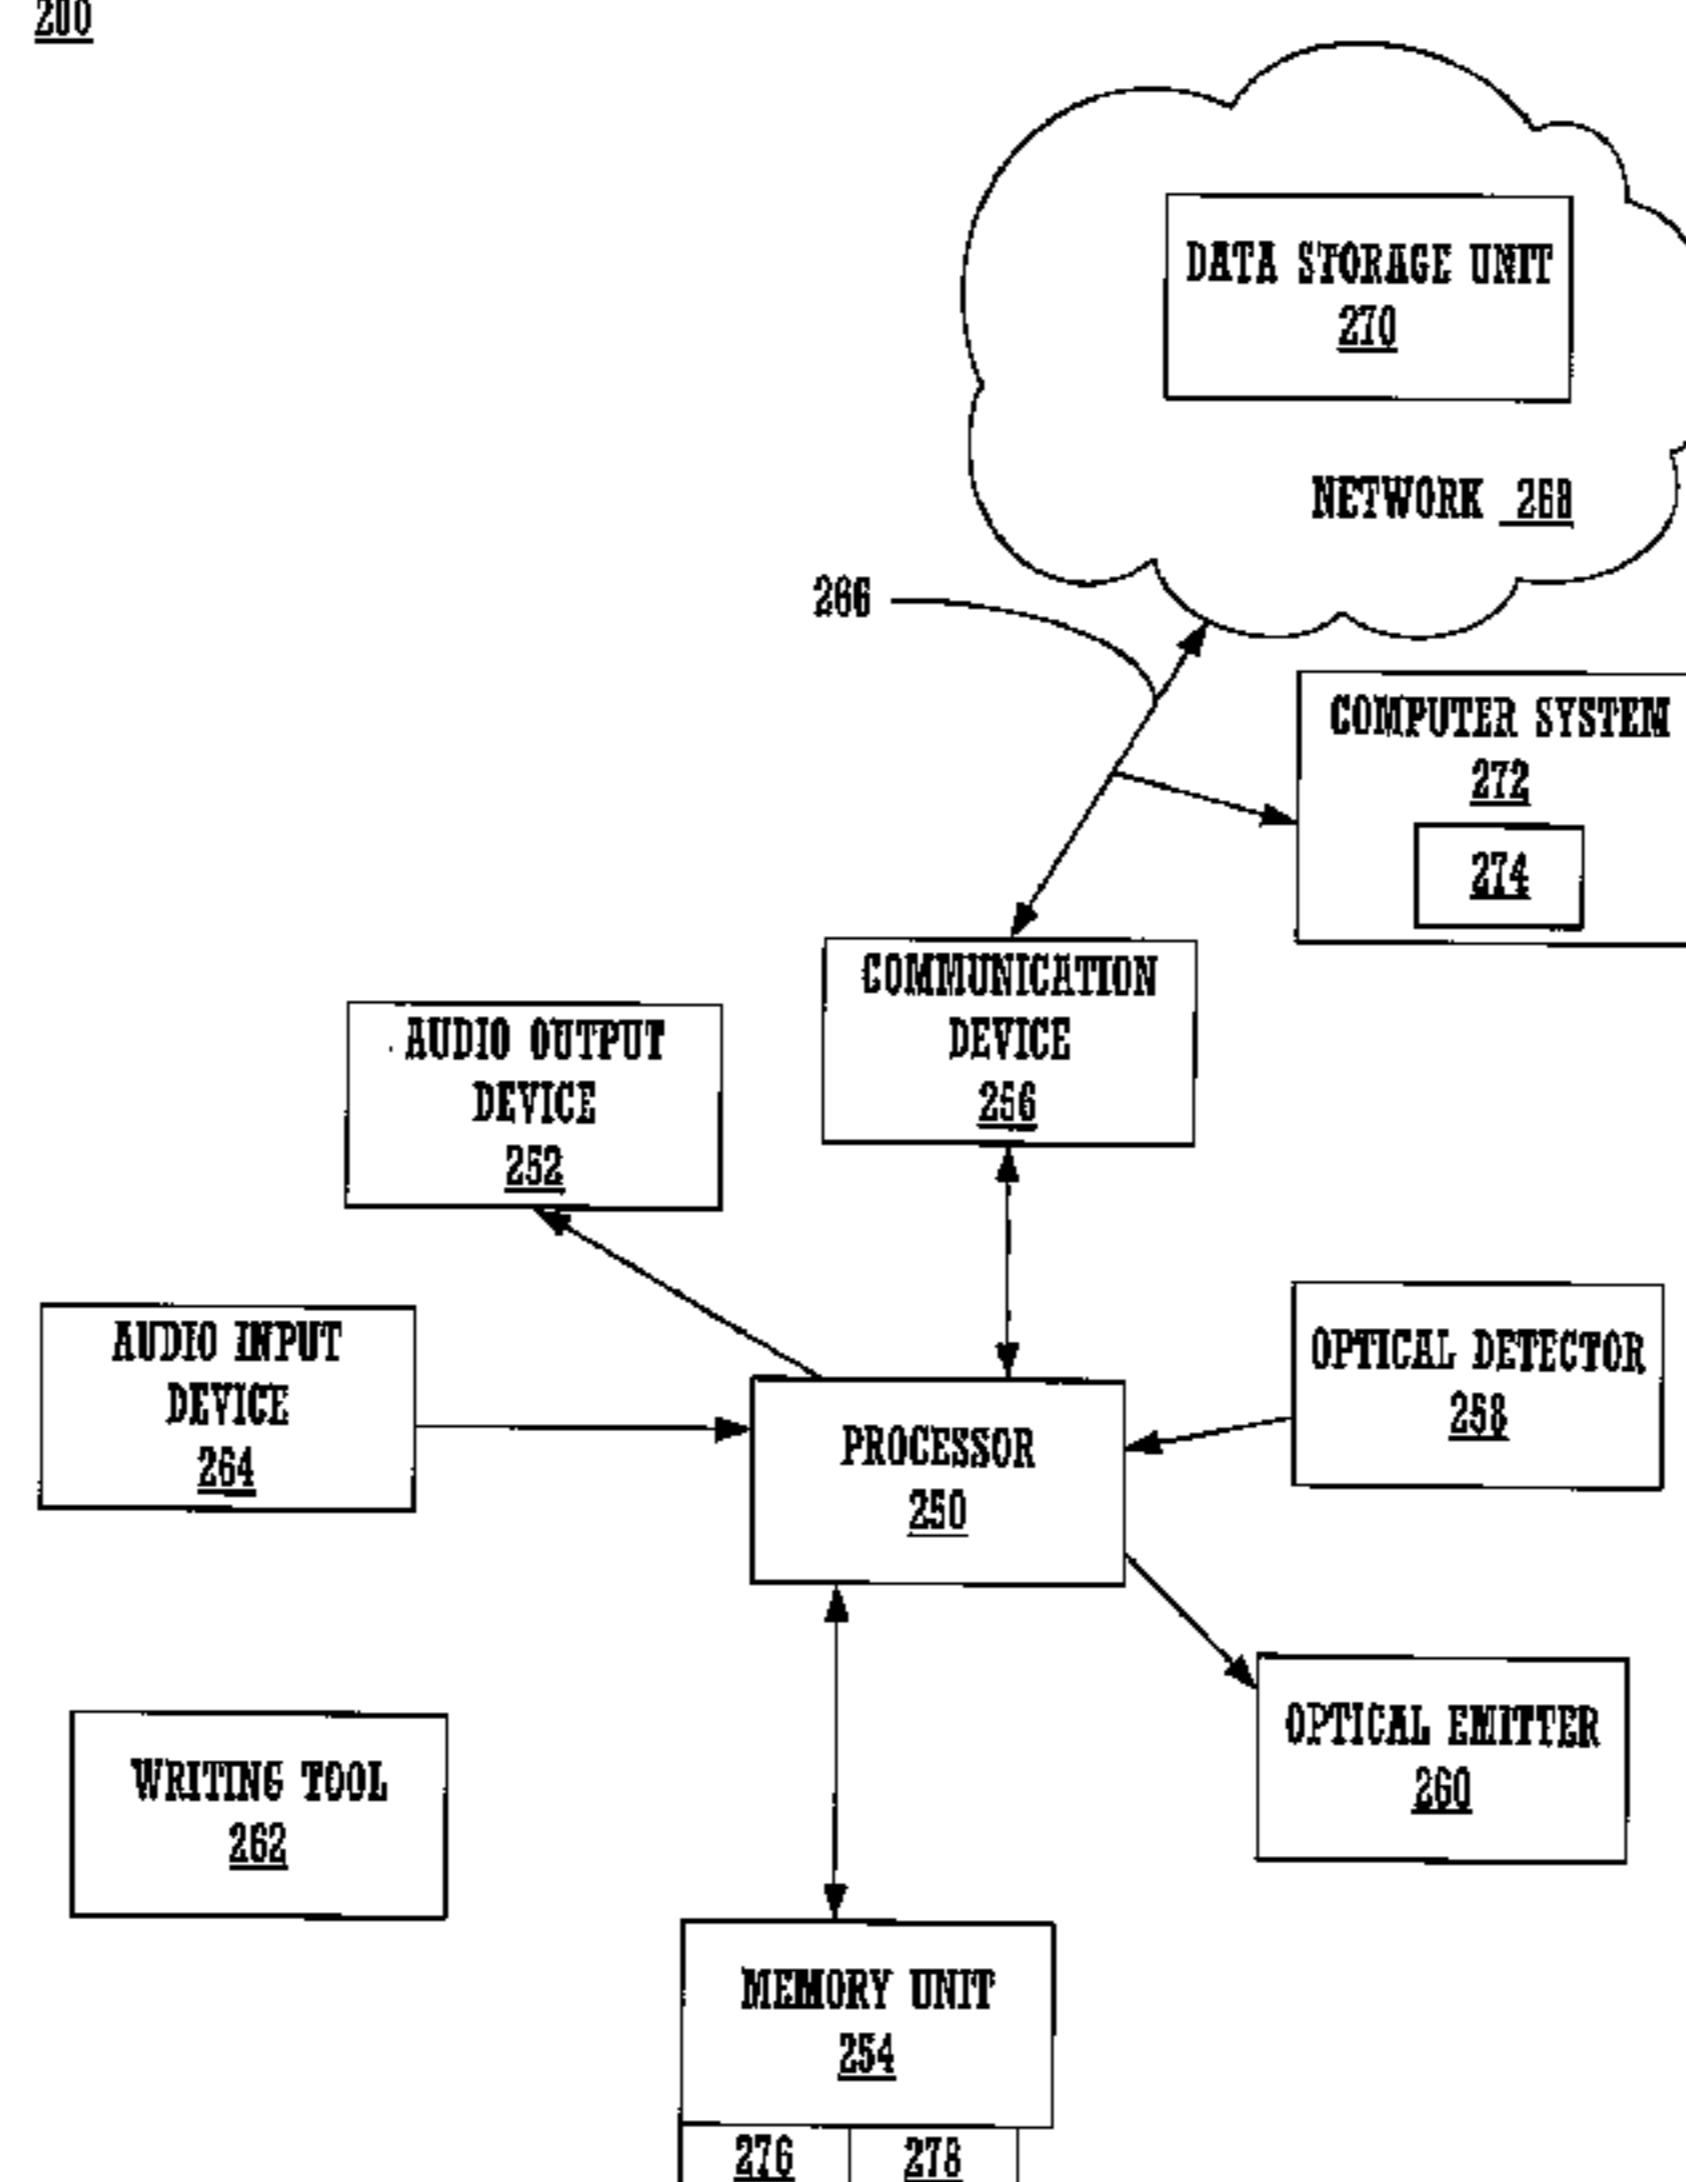 200
DATA STORAGE UNIT
270
NETWORK 268
266
COMPUTER SYSTEM
272
274
COMMUNICATION
DEVICE
256
AUDIO OUTPUT
DEVICE
252
AUDIO INPUT
DEVICE
264
OPTICAL DETECTOR
258
PROCESSOR
250
OPTICAL EMITTER
260
WRITING TOOL
262
MEMORY UNIT
254
276 278